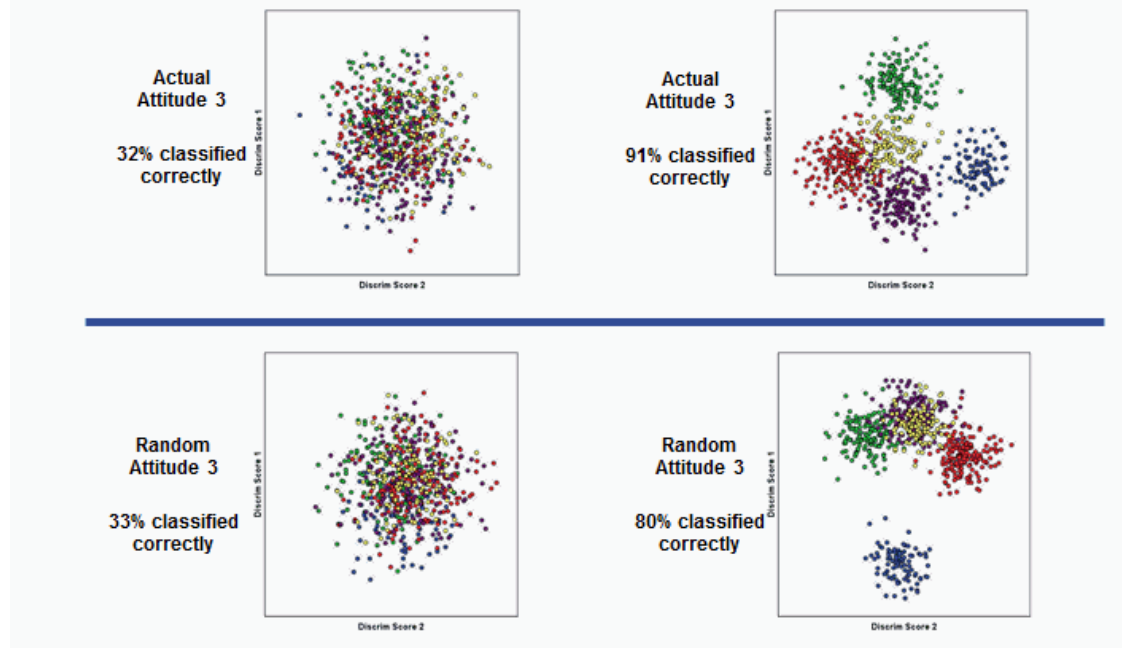 Actual
Attitude 3
32% classified
correctly
Discrim Score 1
Discrim Score 2
Actual
Attitude 3
91% classified
correctly
Discrim Score 1
Discrim Score 2
Random
Attitude 3
33% classified
correctly
Discrim Score 1
Discrim Score 2
Random
Attitude 3
80% classified
correctly
Discrim Score 1
Discrim Score 2